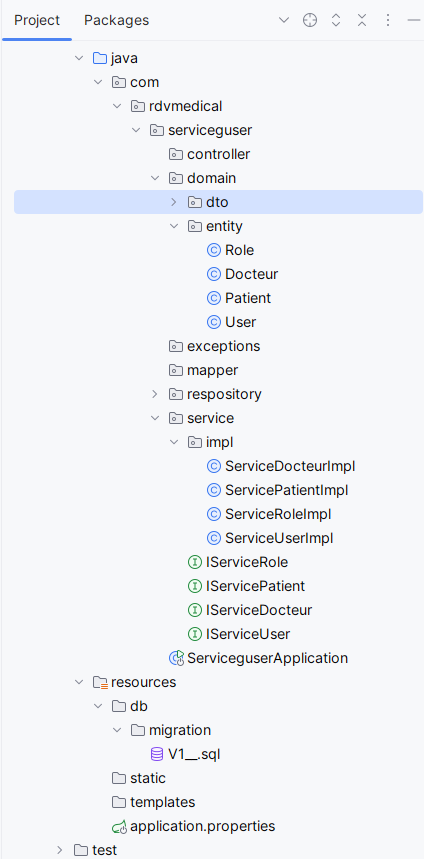 Project Packages
java
com
rdvmedical
serviceguser
controller
domain
dto
entity
Role
Docteur
Patient
User
exceptions
mapper
respository
service
impl
ServiceDocteurImpl
ServicePatientImpl
ServiceRoleImpl
ServiceUserImpl
IServiceRole
IServicePatient
IServiceDocteur
IServiceUser
ServiceguserApplication
resources
db
migration
V1__.sql
static
templates
application.properties
test